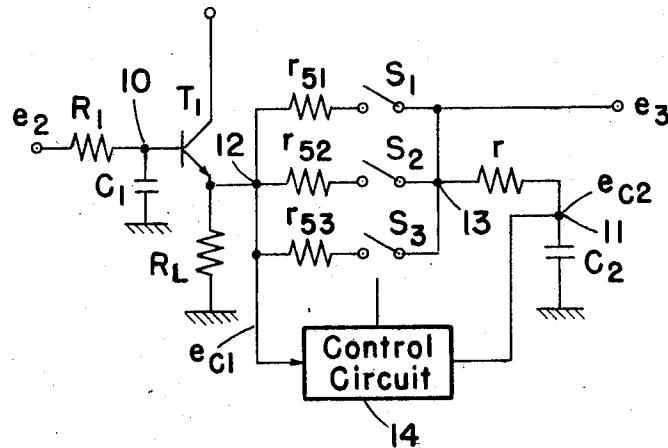 10
T1
r51
S1
e2
R1
e3
12
r52
S2
r
C1
eC2
r53
S3
13
11
RL
C2
eC1
Control
Circuit
14